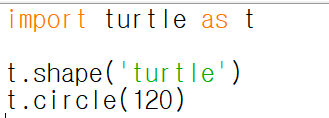 import turtle as t
t.shape('turtle')
t.circle(120)